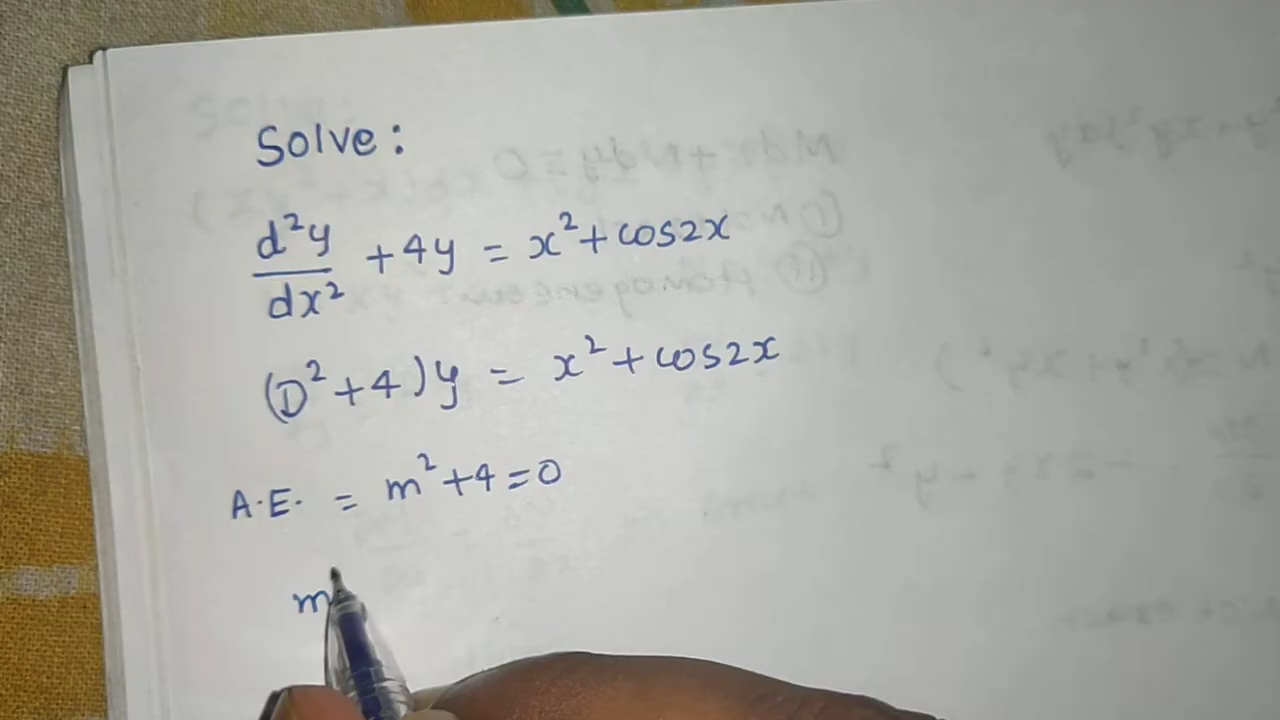 Solve:
d²y/dx² + 4y = x² + cos2x
(D² + 4)y = x² + cos2x
A.E. = m² + 4 = 0
m